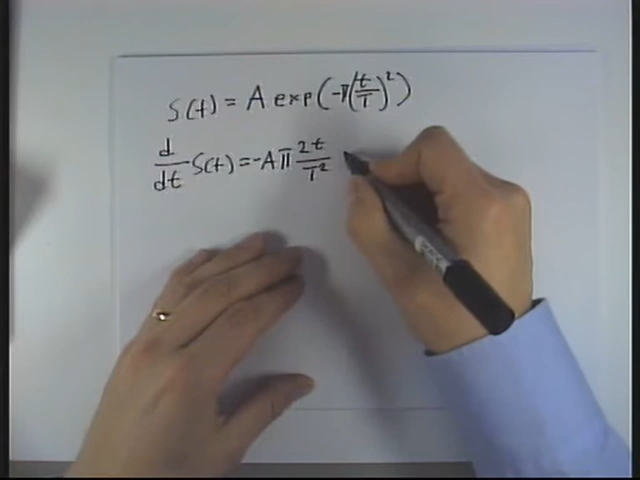 S(t) = A exp(-π(t/T)²)
d/dt S(t) = -Aπ 2t/T²